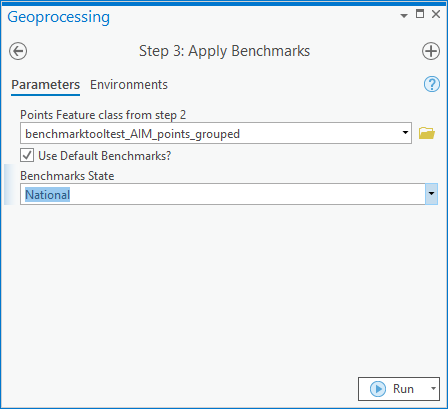 Geoprocessing
Step 3: Apply Benchmarks
Parameters Environments
Points Feature class from step 2
benchmarktooltest_AIM_points_grouped
Use Default Benchmarks?
Benchmarks State
National
Run